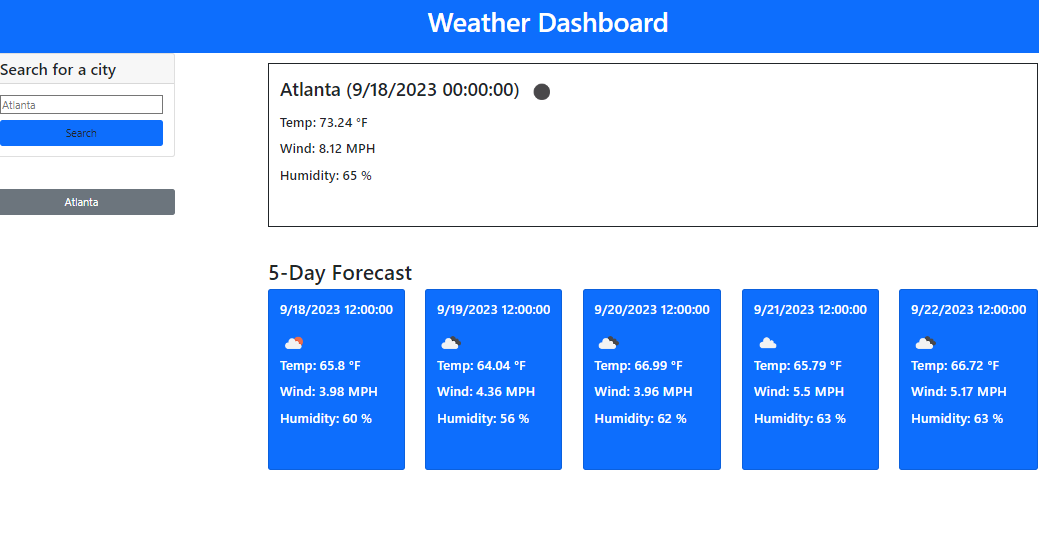 Weather Dashboard
Search for a city
Atlanta
Search
Atlanta
Atlanta (9/18/2023 00:00:00)
Temp: 73.24 °F
Wind: 8.12 MPH
Humidity: 65 %
5-Day Forecast
9/18/2023 12:00:00
Temp: 65.8 °F
Wind: 3.98 MPH
Humidity: 60 %
9/19/2023 12:00:00
Temp: 64.04 °F
Wind: 4.36 MPH
Humidity: 56 %
9/20/2023 12:00:00
Temp: 66.99 °F
Wind: 3.96 MPH
Humidity: 62 %
9/21/2023 12:00:00
Temp: 65.79 °F
Wind: 5.5 MPH
Humidity: 63 %
9/22/2023 12:00:00
Temp: 66.72 °F
Wind: 5.17 MPH
Humidity: 63 %